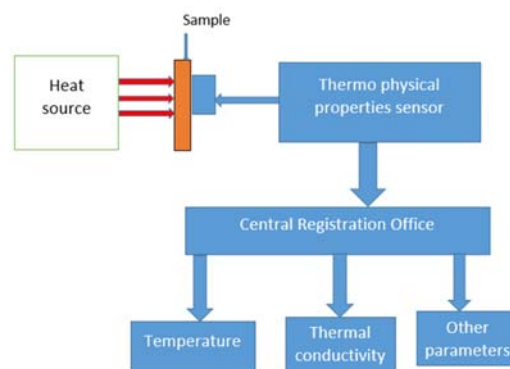 Sample
Heat
source
Thermo physical
properties sensor
Central Registration Office
Temperature
Thermal
conductivity
Other
parameters